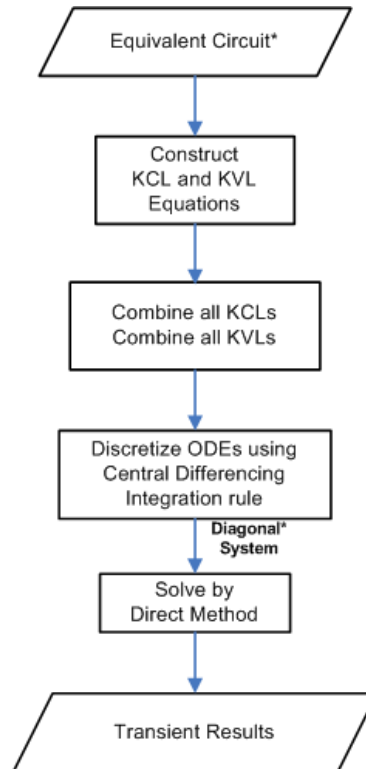 Equivalent Circuit*
Construct
KCL and KVL
Equations
Combine all KCLs
Combine all KVLs
Discretize ODEs using
Central Differencing
Integration rule
Diagonal*
System
Solve by
Direct Method
Transient Results